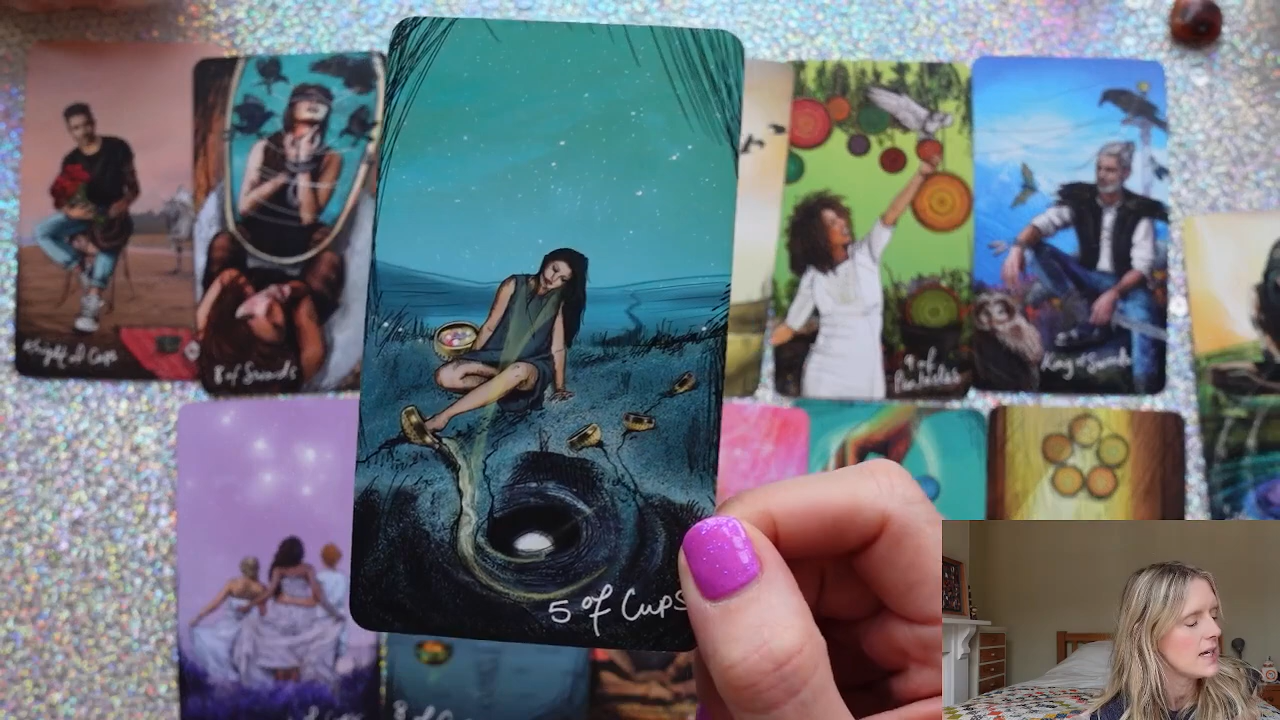 Knight of Cups
8 of Swords
9 of
Pentacles
King of Swords
5 of Cups